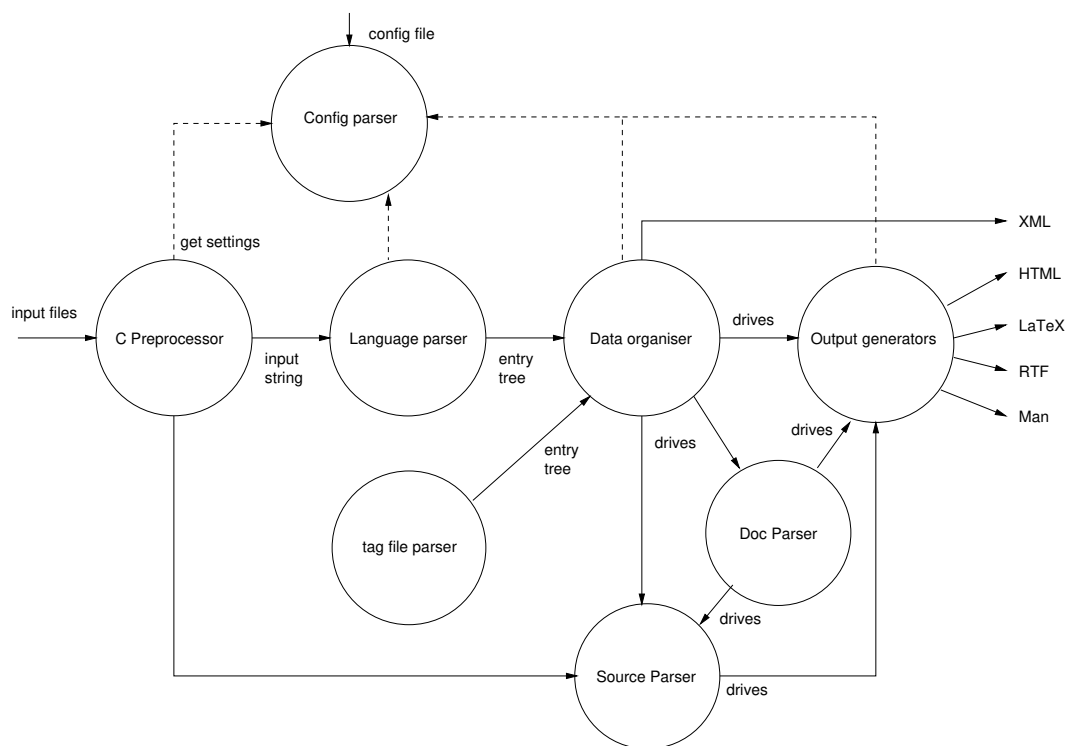 config file
Config parser
get settings
XML
HTML
input files
C Preprocessor
input
string
Language parser
entry
tree
Data organiser
drives
Output generators
LaTeX
RTF
Man
drives
drives
entry
tree
tag file parser
Doc Parser
drives
Source Parser
drives